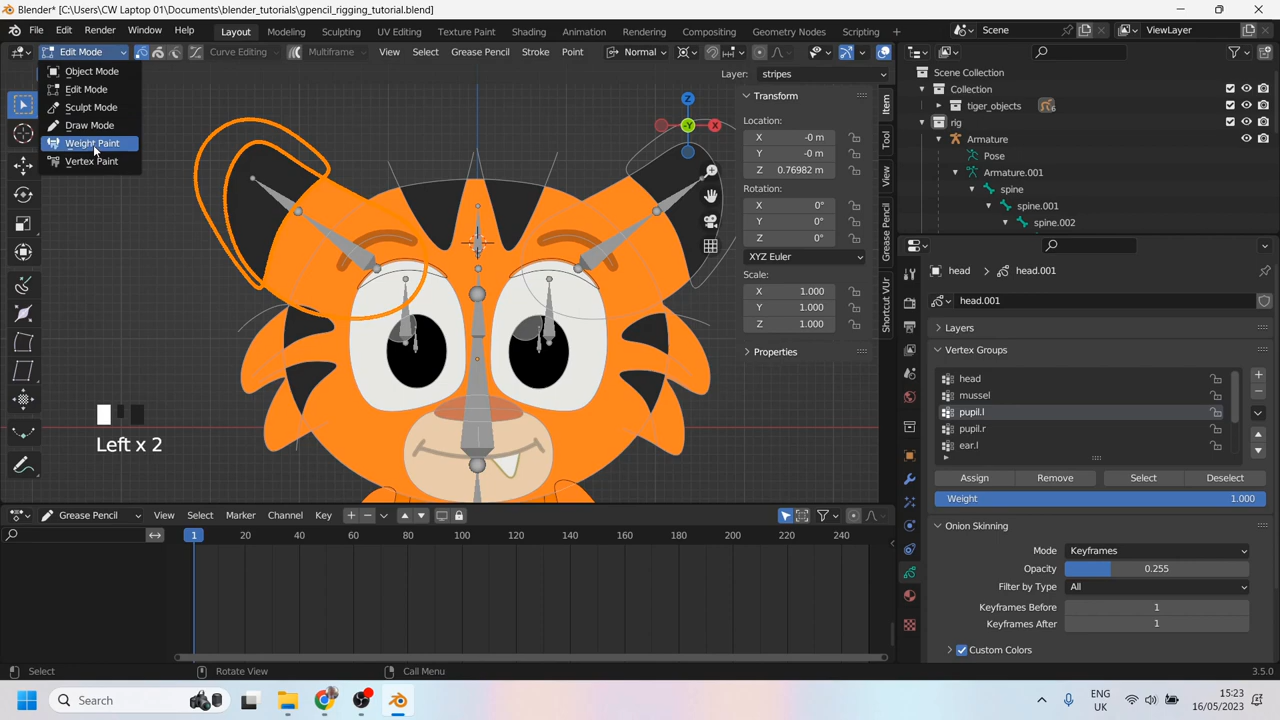 Blender* [C:\Users\CW Laptop 01\Documents\blender_tutorials\gpencil_rigging_tutorial.blend]
File Edit Render Window Help Layout Modeling Sculpting UV Editing Texture Paint Shading Animation Rendering Compositing Geometry Nodes Scripting Scene ViewLayer
Edit Mode Curve Editing Multiframe View Select Grease Pencil Stroke Point Normal
Object Mode
Edit Mode
Sculpt Mode
Draw Mode
Weight Paint
Vertex Paint
Left x 2
Layer: stripes
Transform
Location:
X -0 m
Y -0 m
Z 0.76982 m
Rotation:
X 0°
Y 0°
Z 0°
XYZ Euler
Scale:
X 1.000
Y 1.000
Z 1.000
Properties
Z
-Y
X
Item
Tool
View
Grease Pencil
Shortcut VUr
Scene Collection
Collection
tiger_objects 6
rig
Armature
Pose
Armature.001
spine
spine.001
spine.002
head head.001
head.001
Layers
Vertex Groups
head
mussel
pupil.l
pupil.r
ear.l
Assign Remove Select Deselect
Weight 1.000
Onion Skinning
Mode Keyframes
Opacity 0.255
Filter by Type All
Keyframes Before 1
Keyframes After 1
Custom Colors
Grease Pencil View Select Marker Channel Key
1 20 40 60 80 100 120 140 160 180 200 220 240
Select Rotate View Call Menu 3.5.0
Search
ENG
15:23
16/05/2023